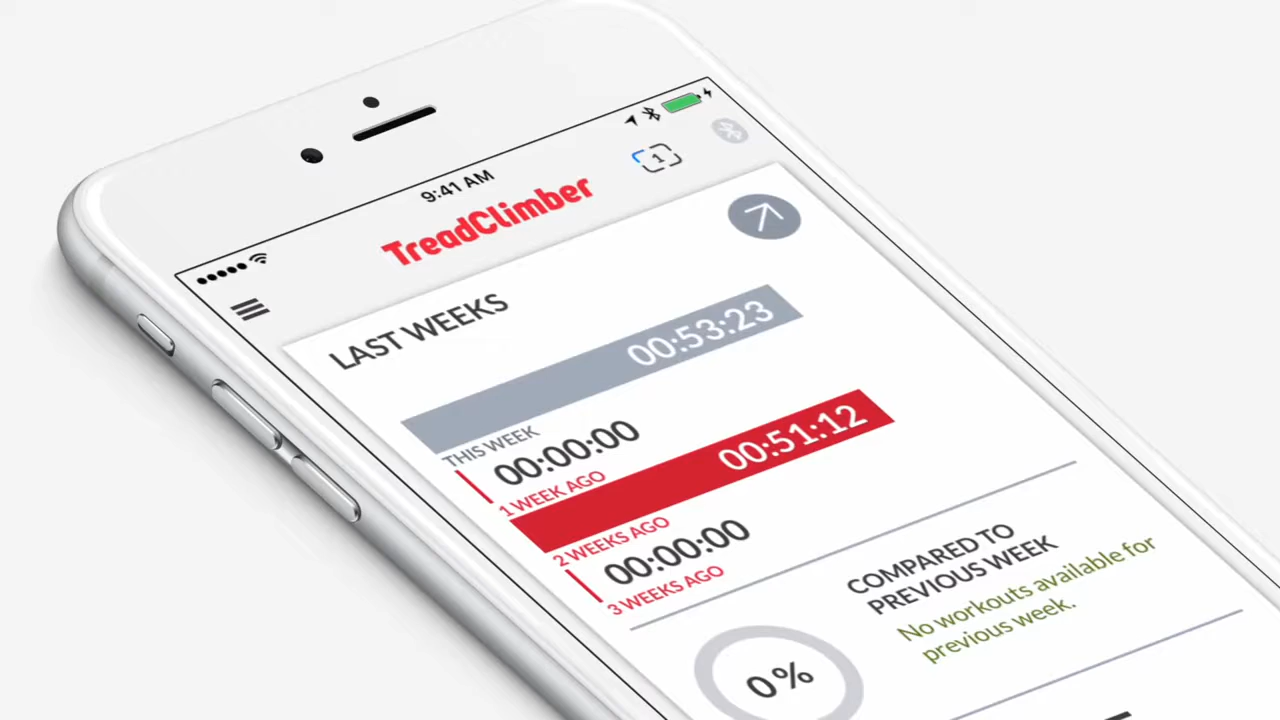 9:41 AM
TreadClimber
1
LAST WEEKS
00:53:23
THIS WEEK
00:00:00
1 WEEK AGO
00:51:12
2 WEEKS AGO
00:00:00
3 WEEKS AGO
0%
COMPARED TO
PREVIOUS WEEK
No workouts available for
previous week.